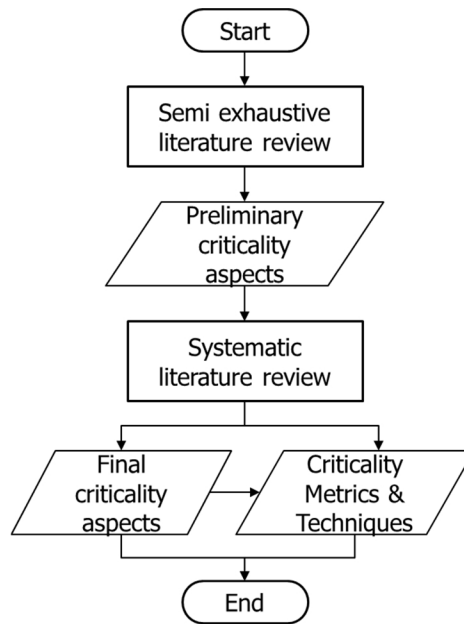 Start
Semi exhaustive
literature review
Preliminary
criticality
aspects
Systematic
literature review
Final
criticality
aspects
Criticality
Metrics &
Techniques
End